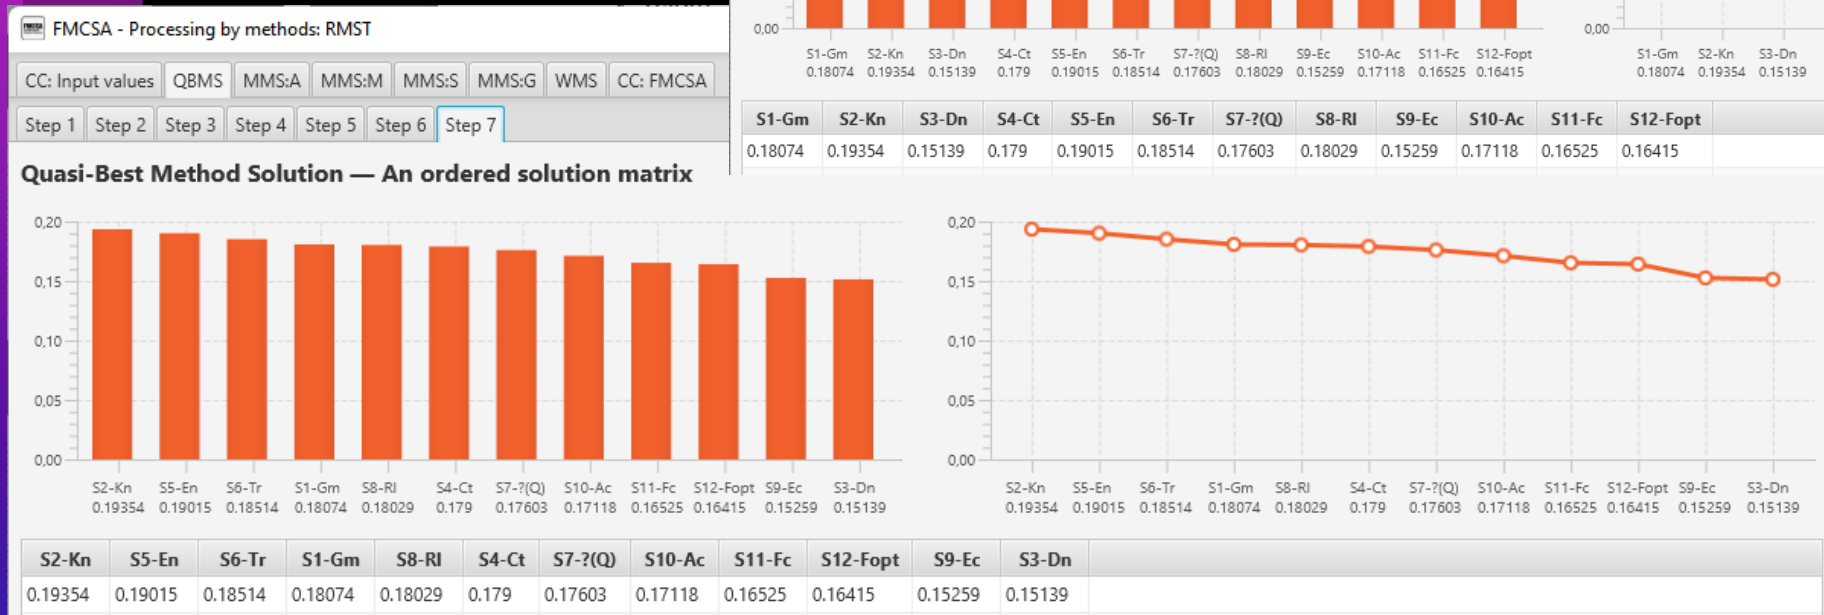 FMCSA
FMCSA - Processing by methods: RMST
CC: Input values QBMS MMS:A MMS:M MMS:S MMS:G WMS CC: FMCSA
Step 1 Step 2 Step 3 Step 4 Step 5 Step 6 Step 7
Quasi-Best Method Solution — An ordered solution matrix
0,00
S1-Gm S2-Kn S3-Dn S4-Ct S5-En S6-Tr S7-?(Q) S8-RI S9-Ec S10-Ac S11-Fc S12-Fopt
0.18074 0.19354 0.15139 0.179 0.19015 0.18514 0.17603 0.18029 0.15259 0.17118 0.16525 0.16415
0,00
S1-Gm S2-Kn S3-Dn
0.18074 0.19354 0.15139
S1-Gm S2-Kn S3-Dn S4-Ct S5-En S6-Tr S7-?(Q) S8-RI S9-Ec S10-Ac S11-Fc S12-Fopt
0.18074 0.19354 0.15139 0.179 0.19015 0.18514 0.17603 0.18029 0.15259 0.17118 0.16525 0.16415
0,20
0,15
0,10
0,05
0,00
S2-Kn S5-En S6-Tr S1-Gm S8-RI S4-Ct S7-?(Q) S10-Ac S11-Fc S12-Fopt S9-Ec S3-Dn
0.19354 0.19015 0.18514 0.18074 0.18029 0.179 0.17603 0.17118 0.16525 0.16415 0.15259 0.15139
0,20
0,15
0,10
0,05
0,00
S2-Kn S5-En S6-Tr S1-Gm S8-RI S4-Ct S7-?(Q) S10-Ac S11-Fc S12-Fopt S9-Ec S3-Dn
0.19354 0.19015 0.18514 0.18074 0.18029 0.179 0.17603 0.17118 0.16525 0.16415 0.15259 0.15139
S2-Kn S5-En S6-Tr S1-Gm S8-RI S4-Ct S7-?(Q) S10-Ac S11-Fc S12-Fopt S9-Ec S3-Dn
0.19354 0.19015 0.18514 0.18074 0.18029 0.179 0.17603 0.17118 0.16525 0.16415 0.15259 0.15139